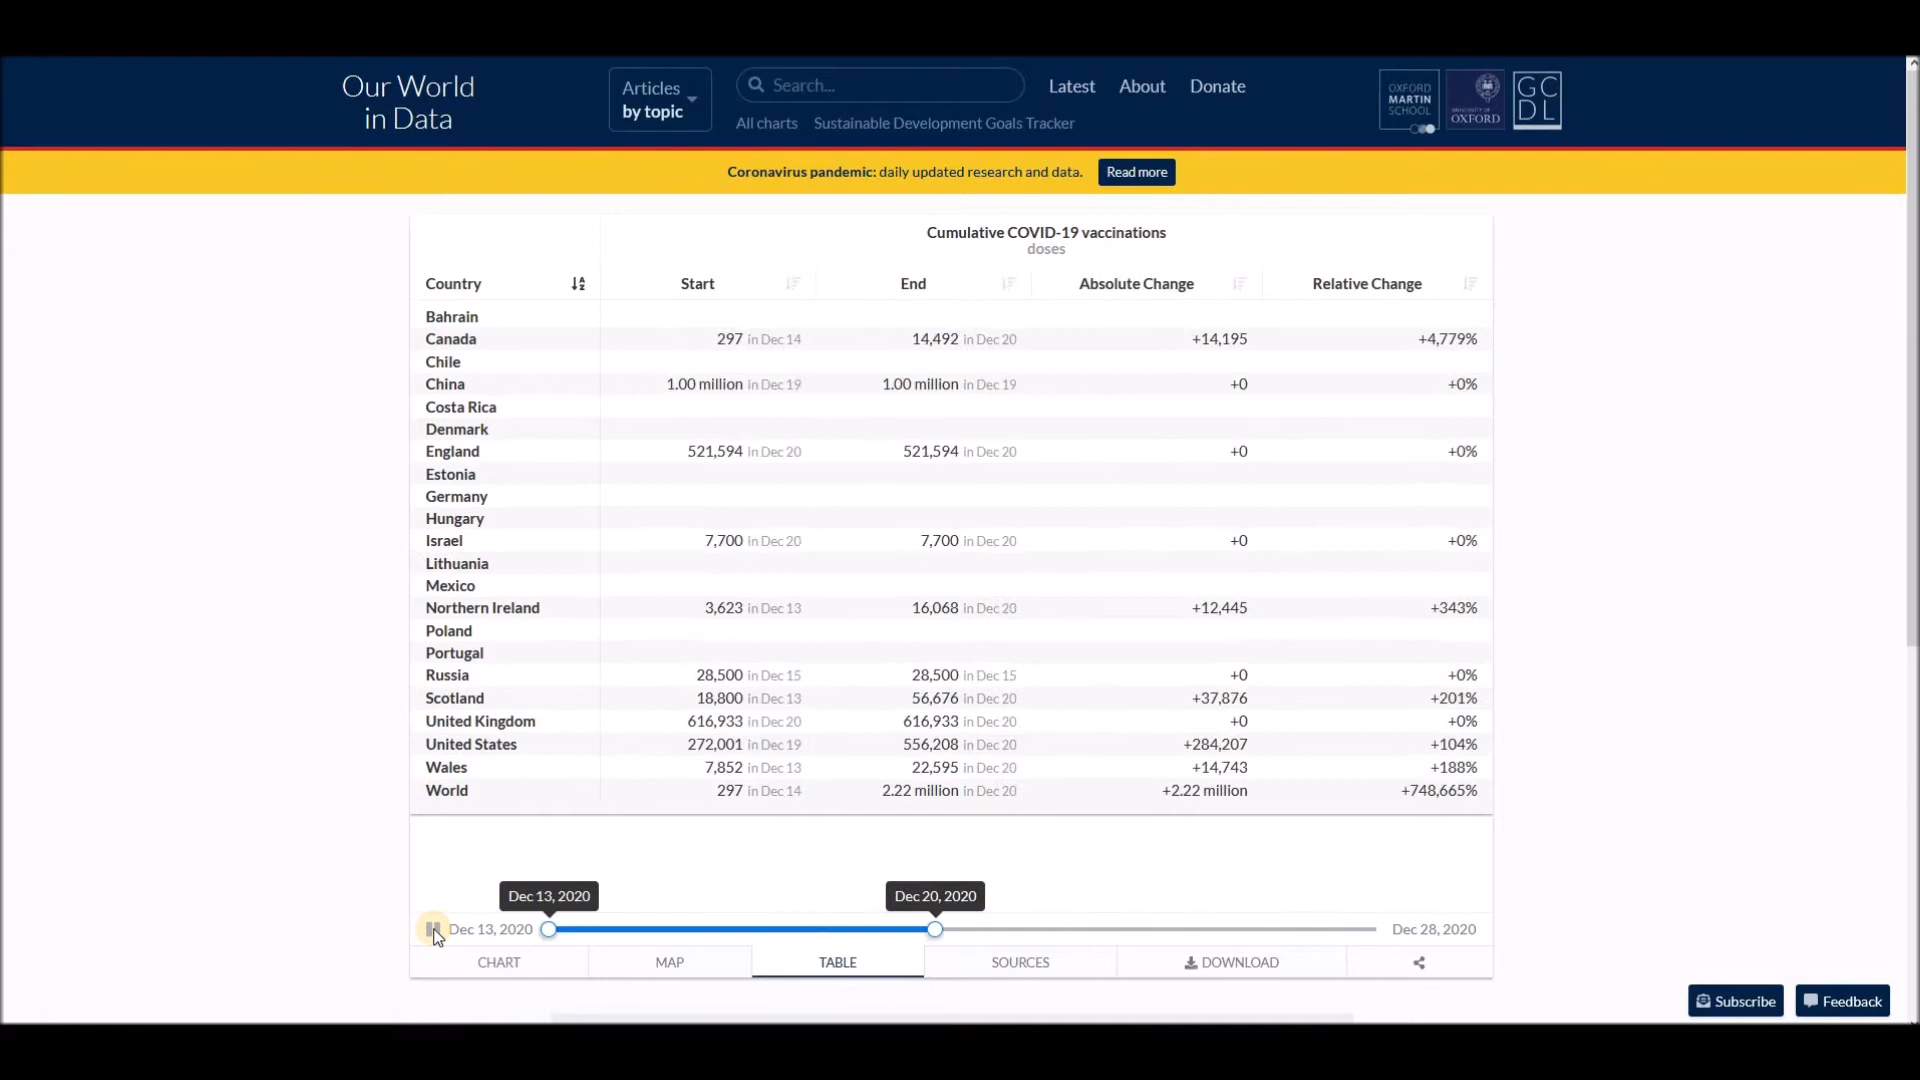 Our World
in Data
Articles
by topic
Search...
Latest About Donate
All charts Sustainable Development Goals Tracker
OXFORD
MARTIN
SCHOOL
UNIVERSITY OF
OXFORD
GC
DL
Coronavirus pandemic: daily updated research and data. Read more
Cumulative COVID-19 vaccinations
doses
Country Start End Absolute Change Relative Change
Bahrain
Canada 297 in Dec 14 14,492 in Dec 20 +14,195 +4,779%
Chile
China 1.00 million in Dec 19 1.00 million in Dec 19 +0 +0%
Costa Rica
Denmark
England 521,594 in Dec 20 521,594 in Dec 20 +0 +0%
Estonia
Germany
Hungary
Israel 7,700 in Dec 20 7,700 in Dec 20 +0 +0%
Lithuania
Mexico
Northern Ireland 3,623 in Dec 13 16,068 in Dec 20 +12,445 +343%
Poland
Portugal
Russia 28,500 in Dec 15 28,500 in Dec 15 +0 +0%
Scotland 18,800 in Dec 13 56,676 in Dec 20 +37,876 +201%
United Kingdom 616,933 in Dec 20 616,933 in Dec 20 +0 +0%
United States 272,001 in Dec 19 556,208 in Dec 20 +284,207 +104%
Wales 7,852 in Dec 13 22,595 in Dec 20 +14,743 +188%
World 297 in Dec 14 2.22 million in Dec 20 +2.22 million +748,665%
Dec 13, 2020 Dec 20, 2020
Dec 13, 2020 Dec 28, 2020
CHART MAP TABLE SOURCES DOWNLOAD
Subscribe Feedback